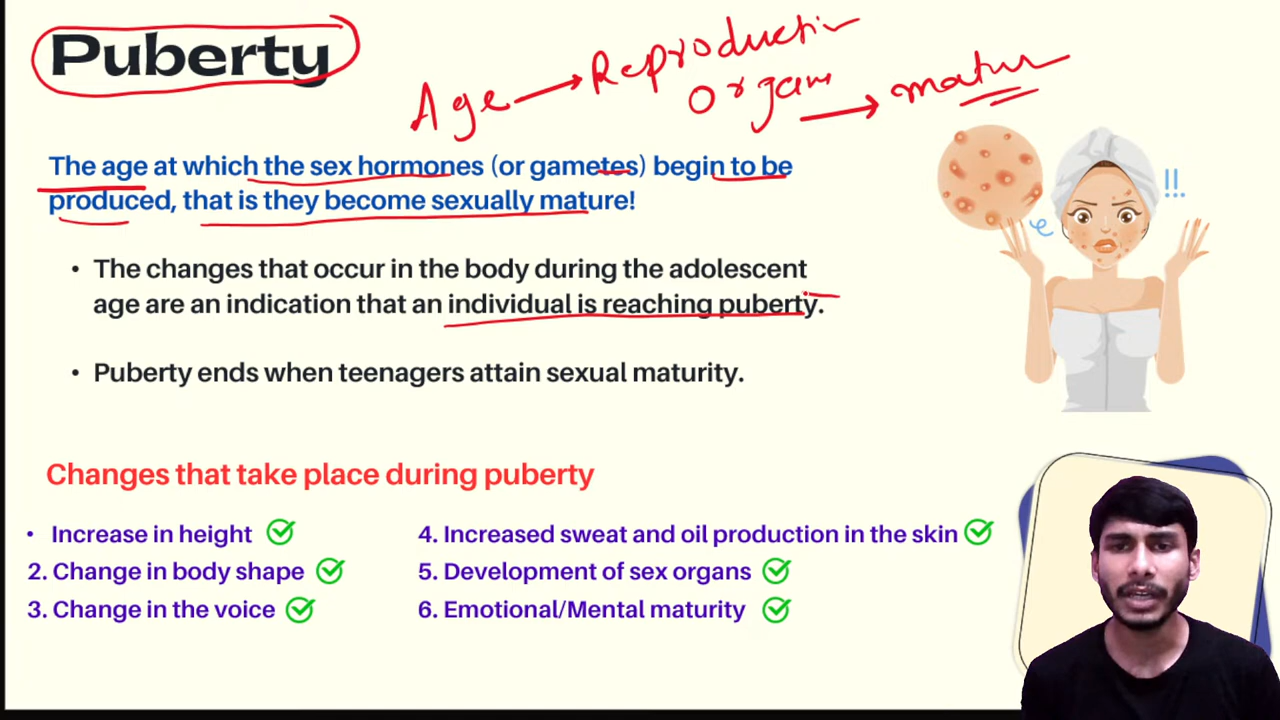 Puberty
Age → Reproductive
Organs → mature
The age at which the sex hormones (or gametes) begin to be
produced, that is they become sexually mature!
!!!
• The changes that occur in the body during the adolescent
age are an indication that an individual is reaching puberty.
• Puberty ends when teenagers attain sexual maturity.
Changes that take place during puberty
• Increase in height
2. Change in body shape
3. Change in the voice
4. Increased sweat and oil production in the skin
5. Development of sex organs
6. Emotional/Mental maturity